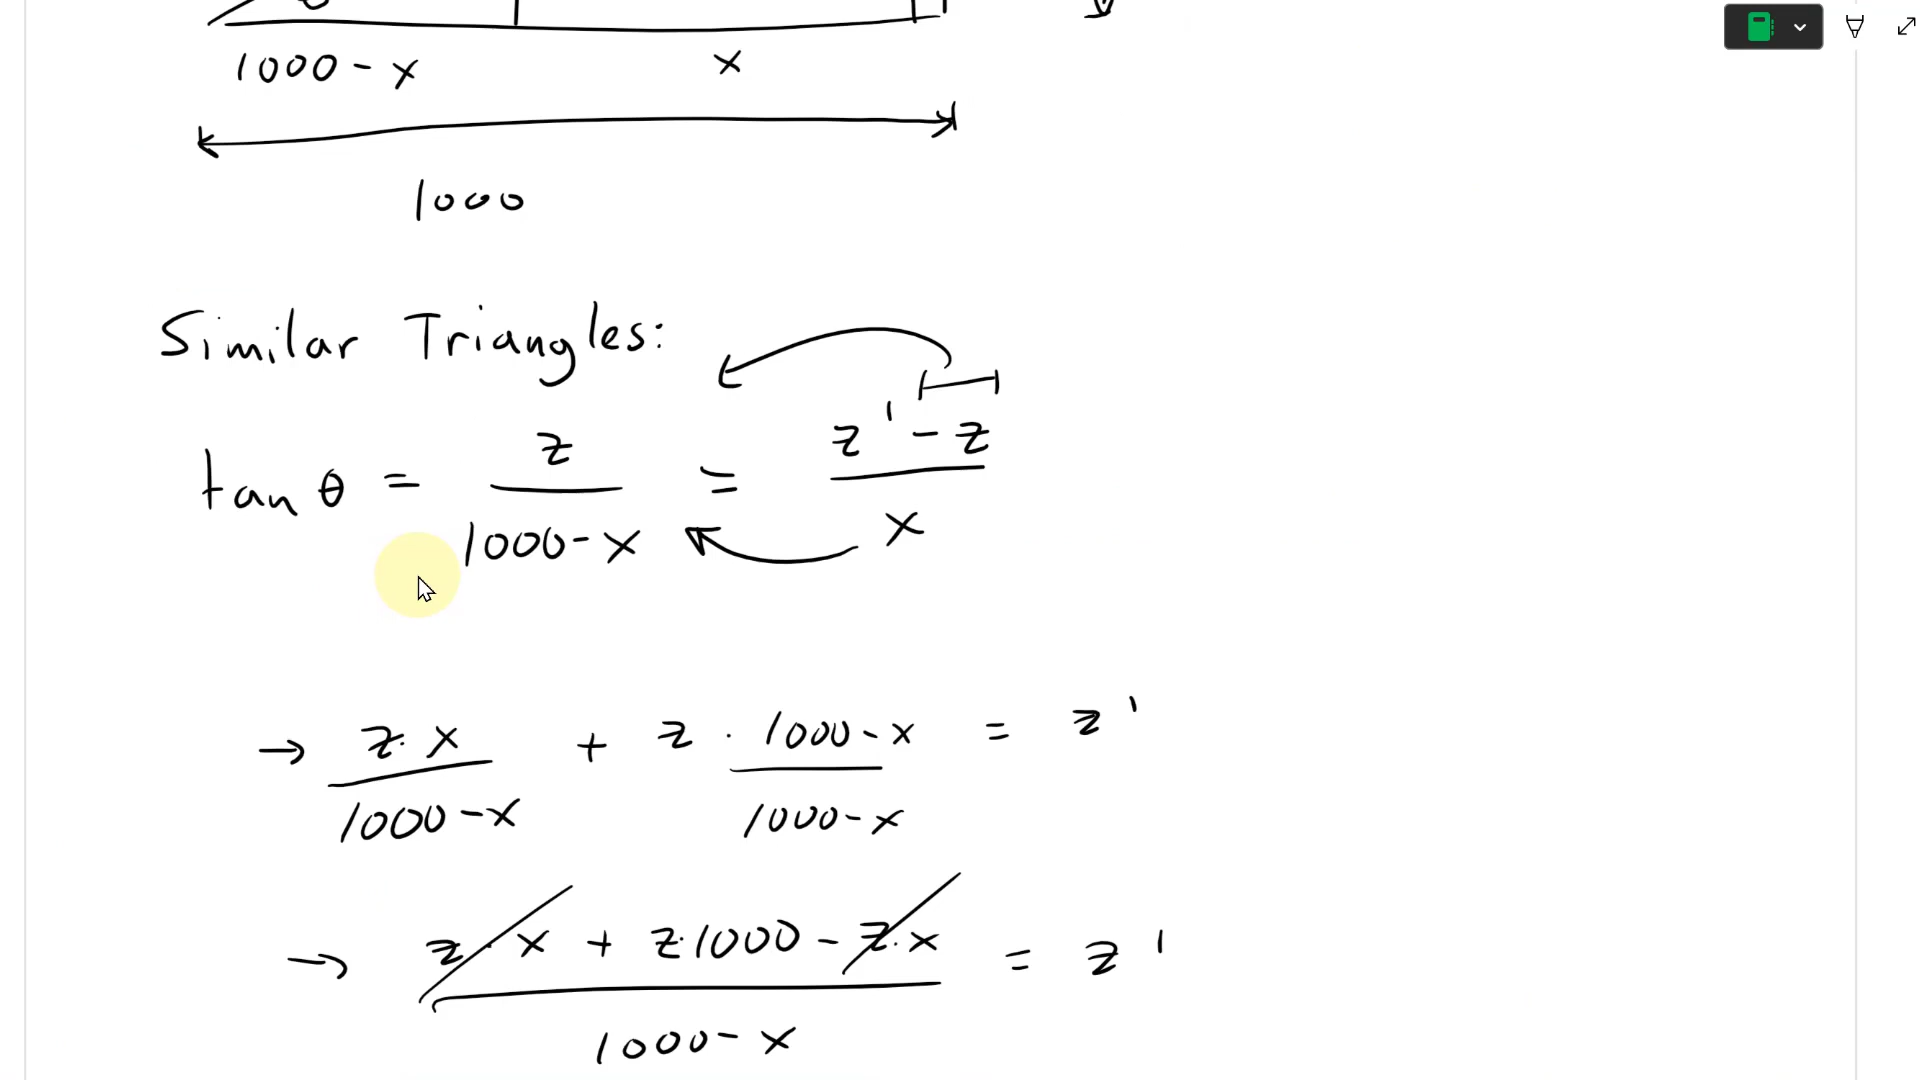 1000 - x x
1000
Similar Triangles:
tan θ = z / 1000 - x = z' - z / x
→ z · x / 1000 - x + z · 1000 - x / 1000 - x = z'
→ z · x + z · 1000 - z · x / 1000 - x = z'